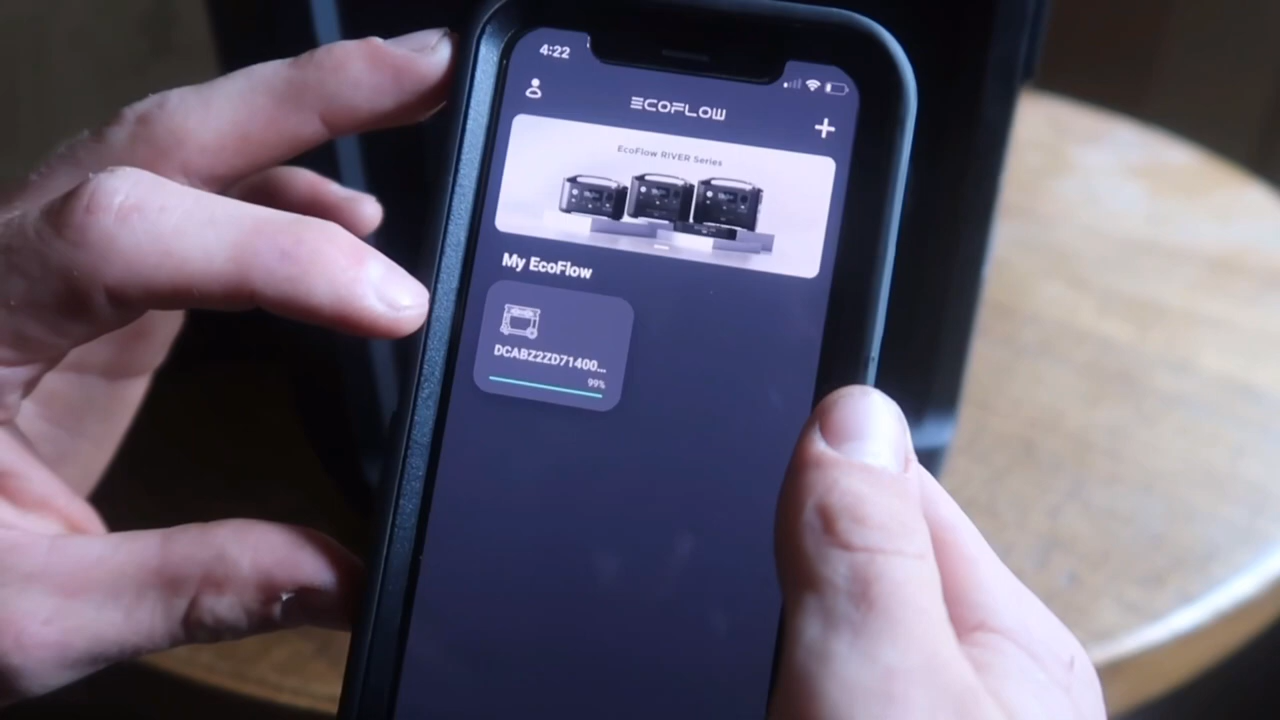 4:22
ECOFLOW
EcoFlow RIVER Series
My EcoFlow
DCABZ2ZD71400...
99%